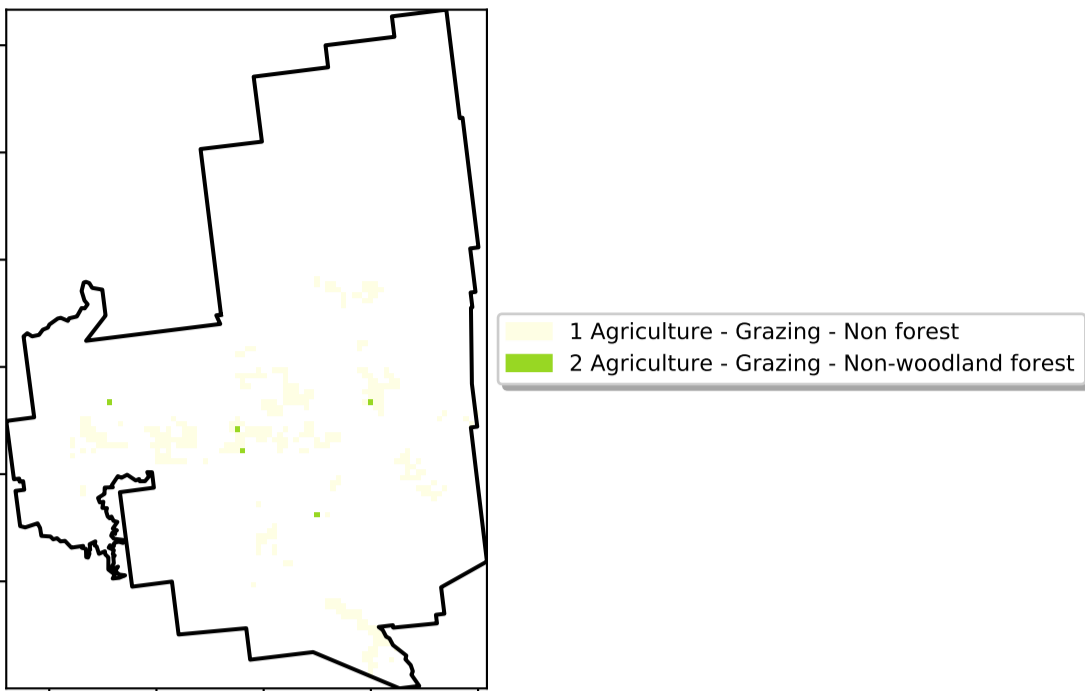 1 Agriculture - Grazing - Non forest
2 Agriculture - Grazing - Non-woodland forest